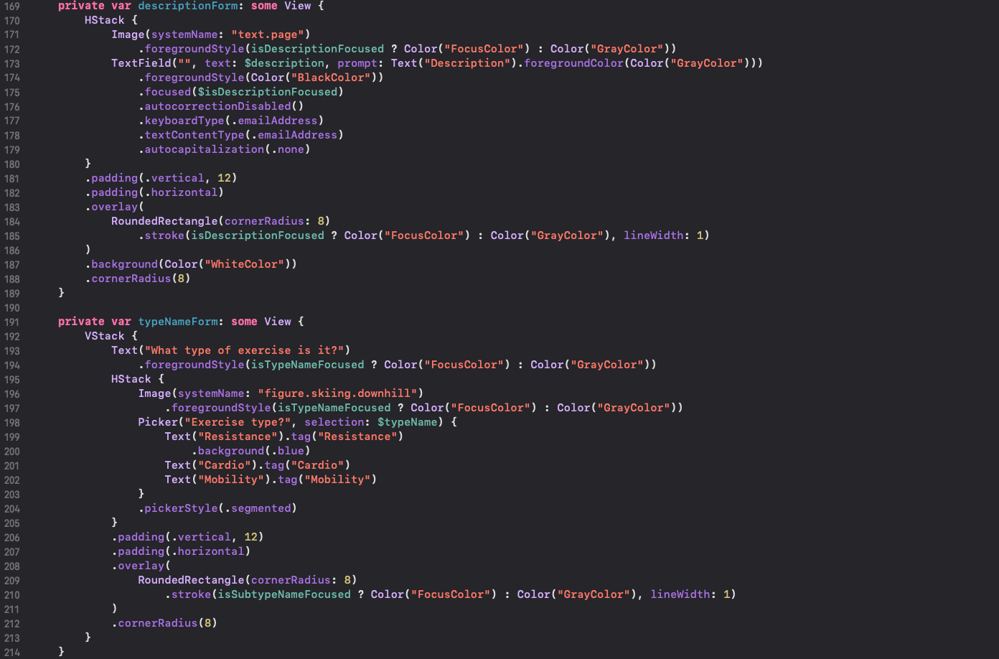 169 private var descriptionForm: some View {
170 HStack {
171 Image(systemName: "text.page")
172 .foregroundStyle(isDescriptionFocused ? Color("FocusColor") : Color("GrayColor"))
173 TextField("", text: $description, prompt: Text("Description").foregroundColor(Color("GrayColor")))
174 .foregroundStyle(Color("BlackColor"))
175 .focused($isDescriptionFocused)
176 .autocorrectionDisabled()
177 .keyboardType(.emailAddress)
178 .textContentType(.emailAddress)
179 .autocapitalization(.none)
180 }
181 .padding(.vertical, 12)
182 .padding(.horizontal)
183 .overlay(
184 RoundedRectangle(cornerRadius: 8)
185 .stroke(isDescriptionFocused ? Color("FocusColor") : Color("GrayColor"), lineWidth: 1)
186 )
187 .background(Color("WhiteColor"))
188 .cornerRadius(8)
189 }
190
191 private var typeNameForm: some View {
192 VStack {
193 Text("What type of exercise is it?")
194 .foregroundStyle(isTypeNameFocused ? Color("FocusColor") : Color("GrayColor"))
195 HStack {
196 Image(systemName: "figure.skiing.downhill")
197 .foregroundStyle(isTypeNameFocused ? Color("FocusColor") : Color("GrayColor"))
198 Picker("Exercise type?", selection: $typeName) {
199 Text("Resistance").tag("Resistance")
200 .background(.blue)
201 Text("Cardio").tag("Cardio")
202 Text("Mobility").tag("Mobility")
203 }
204 .pickerStyle(.segmented)
205 }
206 .padding(.vertical, 12)
207 .padding(.horizontal)
208 .overlay(
209 RoundedRectangle(cornerRadius: 8)
210 .stroke(isSubtypeNameFocused ? Color("FocusColor") : Color("GrayColor"), lineWidth: 1)
211 )
212 .cornerRadius(8)
213 }
214 }